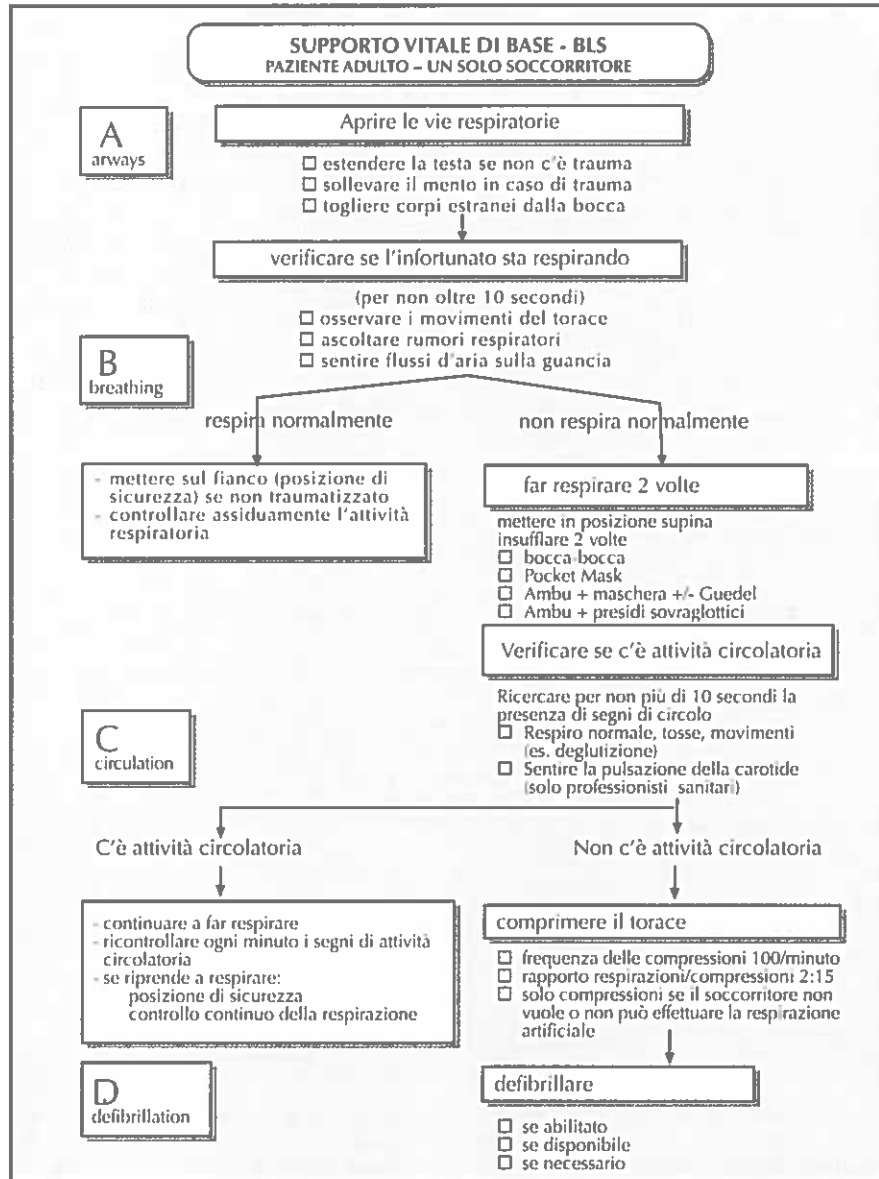 SUPPORTO VITALE DI BASE - BLS
PAZIENTE ADULTO – UN SOLO SOCCORRITORE
A
arways
Aprire le vie respiratorie
☐ estendere la testa se non c'è trauma
☐ sollevare il mento in caso di trauma
☐ togliere corpi estranei dalla bocca
verificare se l'infortunato sta respirando
(per non oltre 10 secondi)
☐ osservare i movimenti del torace
☐ ascoltare rumori respiratori
☐ sentire flussi d'aria sulla guancia
B
breathing
respira normalmente
non respira normalmente
- mettere sul fianco (posizione di
sicurezza) se non traumatizzato
- controllare assiduamente l'attività
respiratoria
far respirare 2 volte
mettere in posizione supina
insufflare 2 volte
☐ bocca-bocca
☐ Pocket Mask
☐ Ambu + maschera +/- Guedel
☐ Ambu + presidi sovraglottici
Verificare se c'è attività circolatoria
Ricercare per non più di 10 secondi la
presenza di segni di circolo
☐ Respiro normale, tosse, movimenti
(es. deglutizione)
☐ Sentire la pulsazione della carotide
(solo professionisti sanitari)
C
circulation
C'è attività circolatoria
Non c'è attività circolatoria
- continuare a far respirare
- ricontrollare ogni minuto i segni di attività
circolatoria
- se riprende a respirare:
posizione di sicurezza
controllo continuo della respirazione
comprimere il torace
☐ frequenza delle compressioni 100/minuto
☐ rapporto respirazioni/compressioni 2:15
☐ solo compressioni se il soccorritore non
vuole o non può effettuare la respirazione
artificiale
D
defibrillation
defibrillare
☐ se abilitato
☐ se disponibile
☐ se necessario